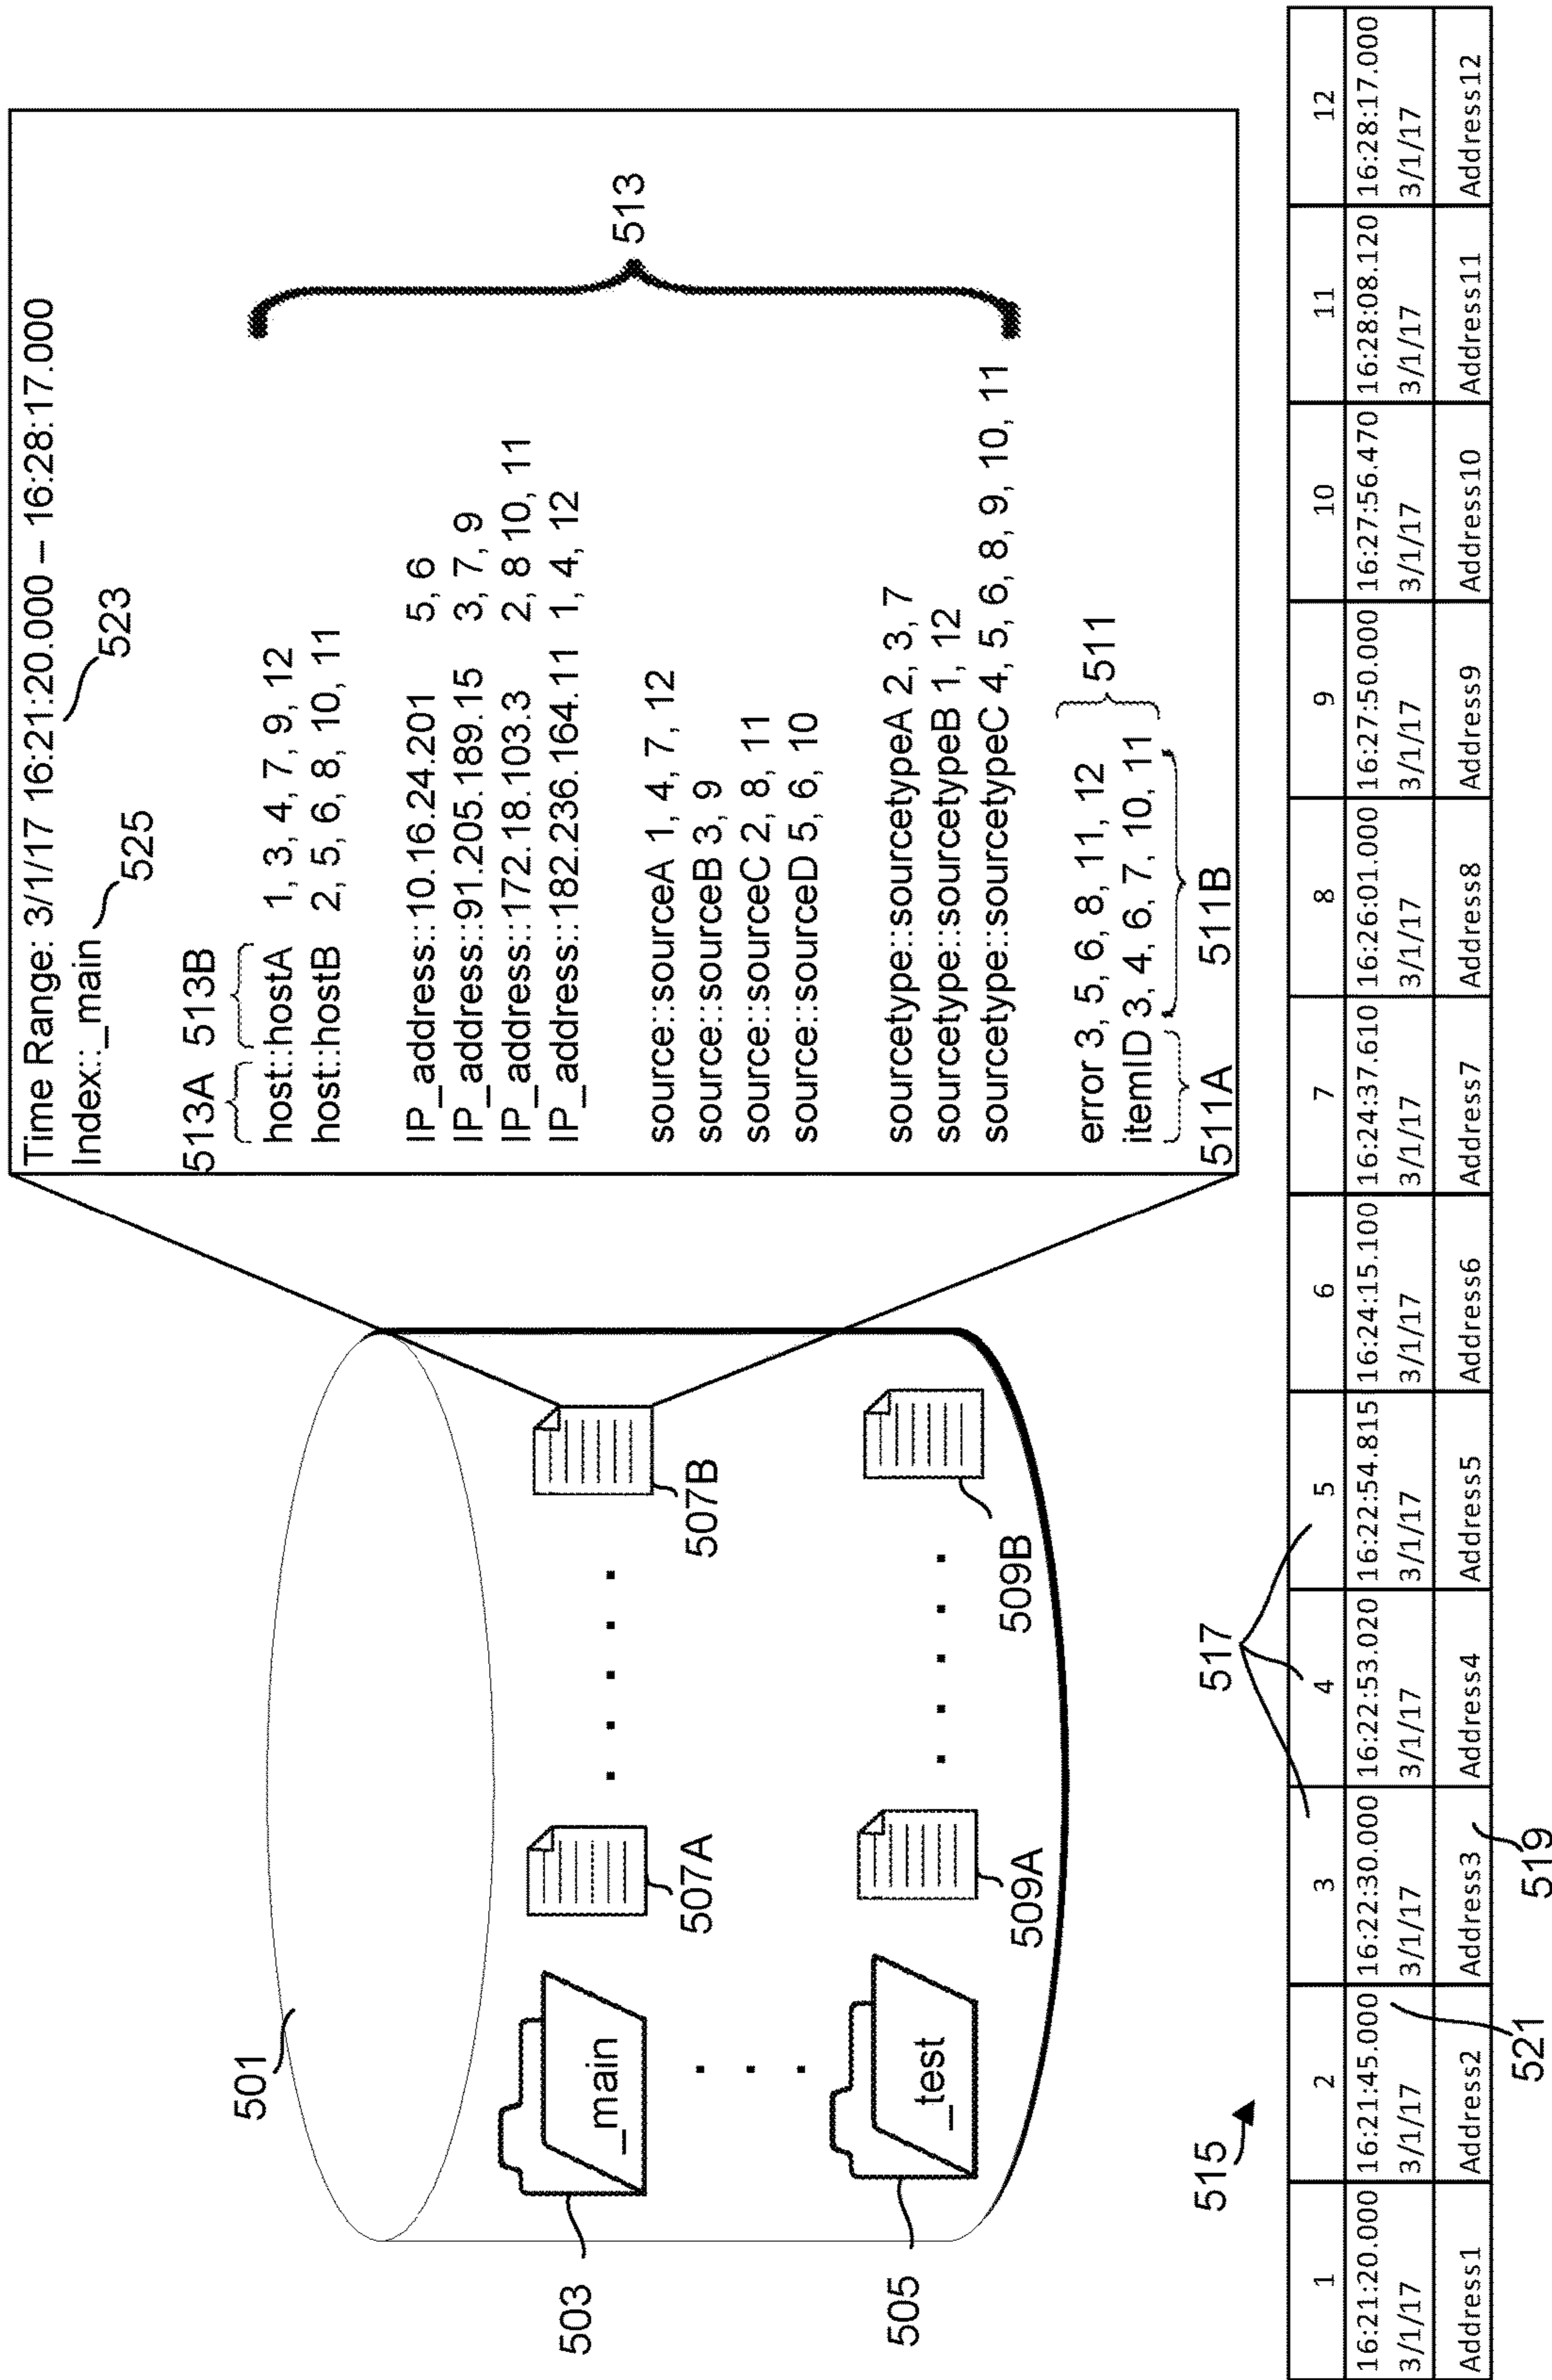 501
503
_main
507A
507B
505
_test
509A
509B
Time Range: 3/1/17 16:21:20.000 – 16:28:17.000
523
Index::_main
525
513A 513B
host::hostA 1, 3, 4, 7, 9, 12
host::hostB 2, 5, 6, 8, 10, 11
IP_address::10.16.24.201 5, 6
IP_address::91.205.189.15 3, 7, 9
IP_address::172.18.103.3 2, 8 10, 11
IP_address::182.236.164.11 1, 4, 12
source::sourceA 1, 4, 7, 12
source::sourceB 3, 9
source::sourceC 2, 8, 11
source::sourceD 5, 6, 10
sourcetype::sourcetypeA 2, 3, 7
sourcetype::sourcetypeB 1, 12
sourcetype::sourcetypeC 4, 5, 6, 8, 9, 10, 11
513
error 3, 5, 6, 8, 11, 12
itemID 3, 4, 6, 7, 10, 11
511
511A 511B
515
517
1 2 3 4 5 6 7 8 9 10 11 12
16:21:20.000 16:21:45.000 16:22:30.000 16:22:53.020 16:22:54.815 16:24:15.100 16:24:37.610 16:26:01.000 16:27:50.000 16:27:56.470 16:28:08.120 16:28:17.000
3/1/17 3/1/17 3/1/17 3/1/17 3/1/17 3/1/17 3/1/17 3/1/17 3/1/17 3/1/17 3/1/17 3/1/17
Address1 Address2 Address3 Address4 Address5 Address6 Address7 Address8 Address9 Address10 Address11 Address12
521
519